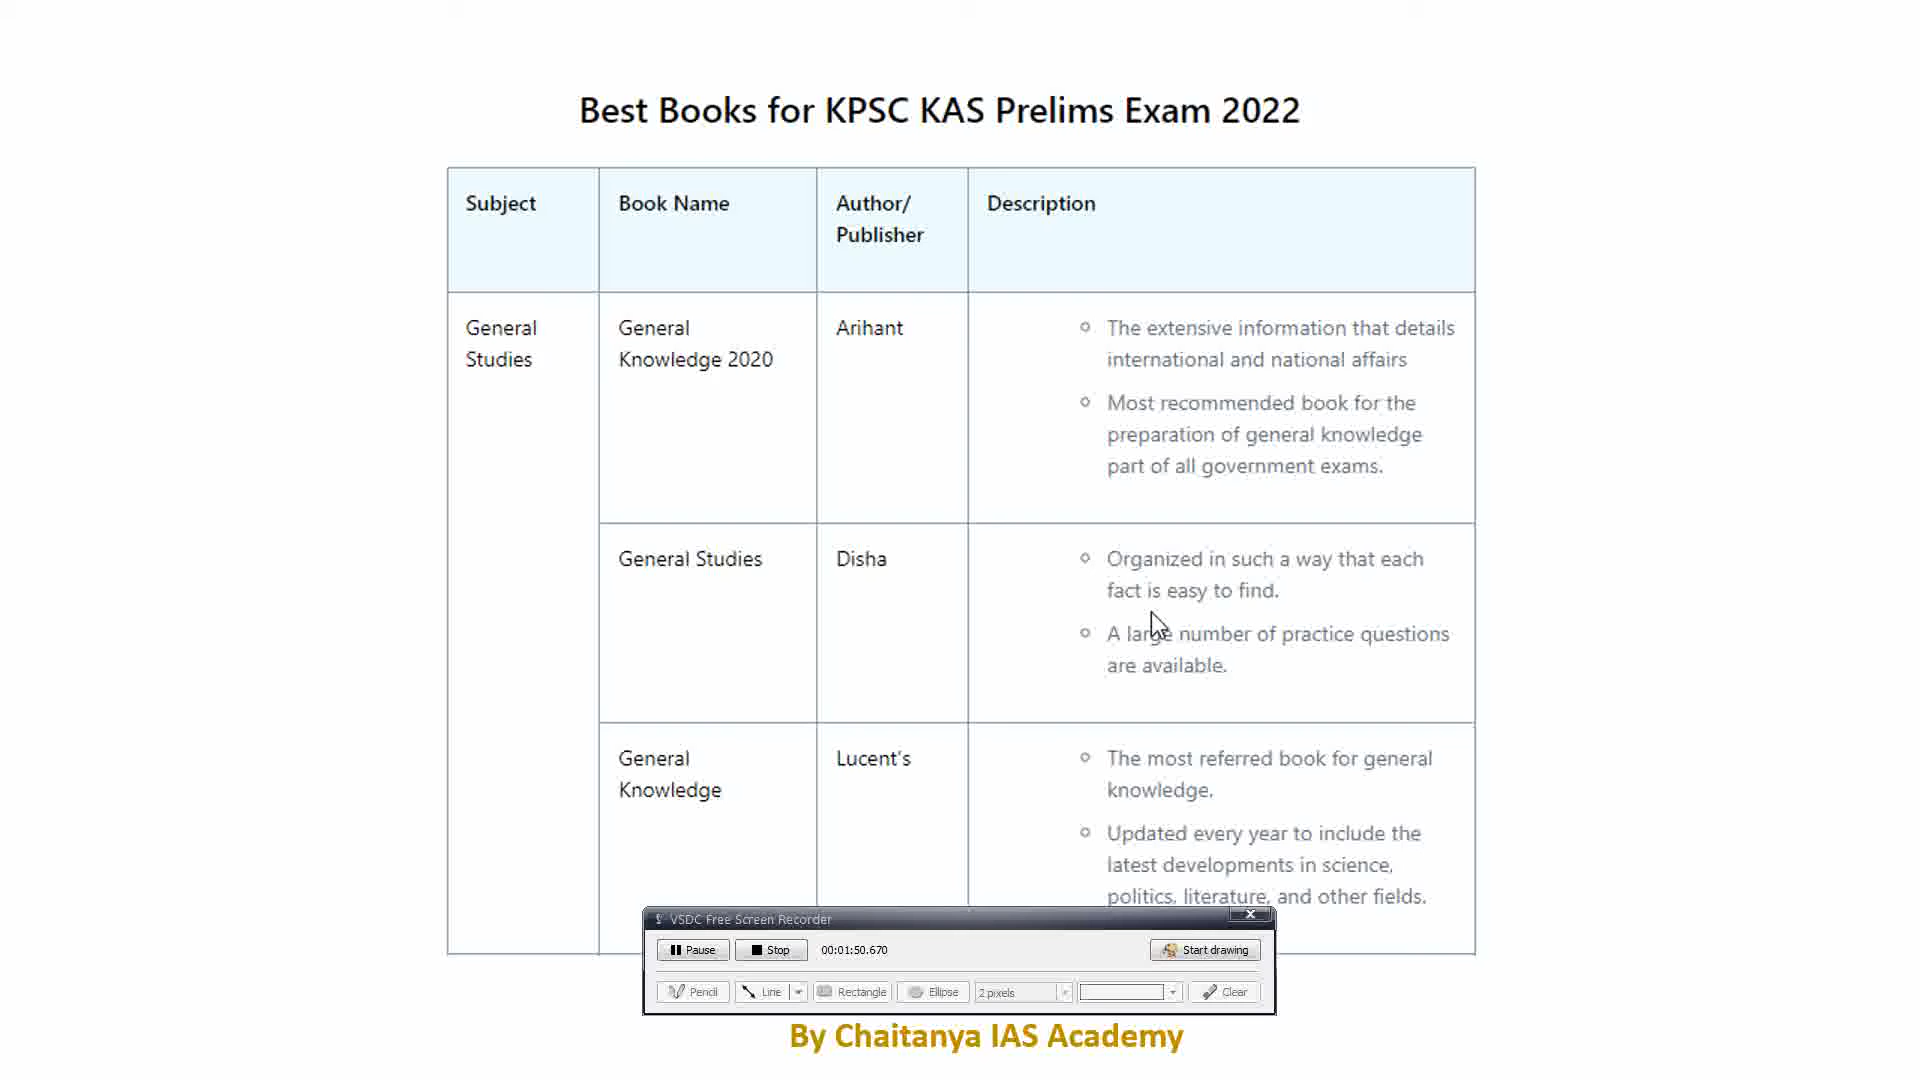 Best Books for KPSC KAS Prelims Exam 2022
Subject
Book Name
Author/
Publisher
Description
General
Studies
General
Knowledge 2020
Arihant
The extensive information that details
international and national affairs
Most recommended book for the
preparation of general knowledge
part of all government exams.
General Studies
Disha
Organized in such a way that each
fact is easy to find.
A large number of practice questions
are available.
General
Knowledge
Lucent's
The most referred book for general
knowledge.
Updated every year to include the
latest developments in science,
politics, literature, and other fields.
VSDC Free Screen Recorder
Pause
Stop
00:01:50.670
Start drawing
Pencil
Line
Rectangle
Ellipse
2 pixels
Clear
By Chaitanya IAS Academy